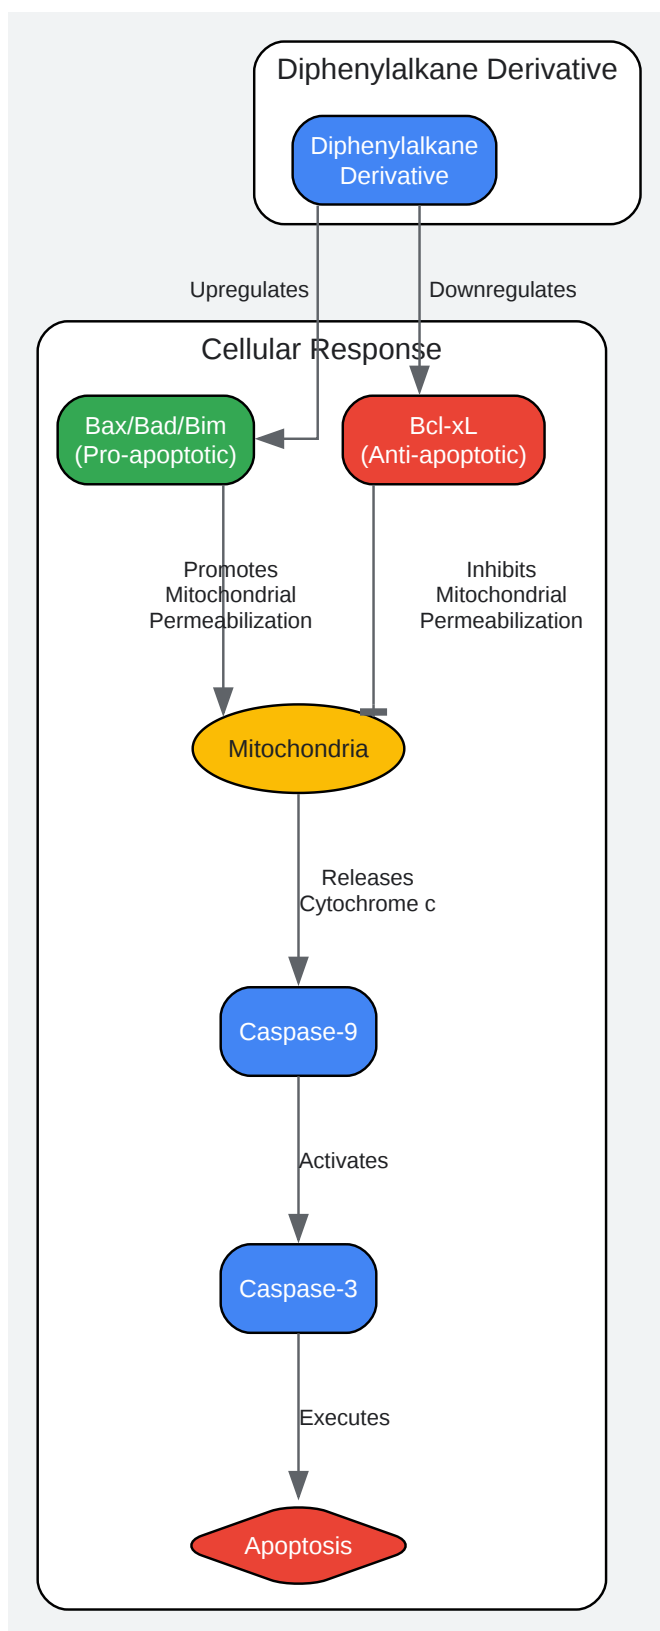 Diphenylalkane Derivative
Diphenylalkane
Derivative
Upregulates
Downregulates
Cellular Response
Bax/Bad/Bim
(Pro-apoptotic)
Bcl-xL
(Anti-apoptotic)
Promotes
Mitochondrial
Permeabilization
Inhibits
Mitochondrial
Permeabilization
Mitochondria
Releases
Cytochrome c
Caspase-9
Activates
Caspase-3
Executes
Apoptosis